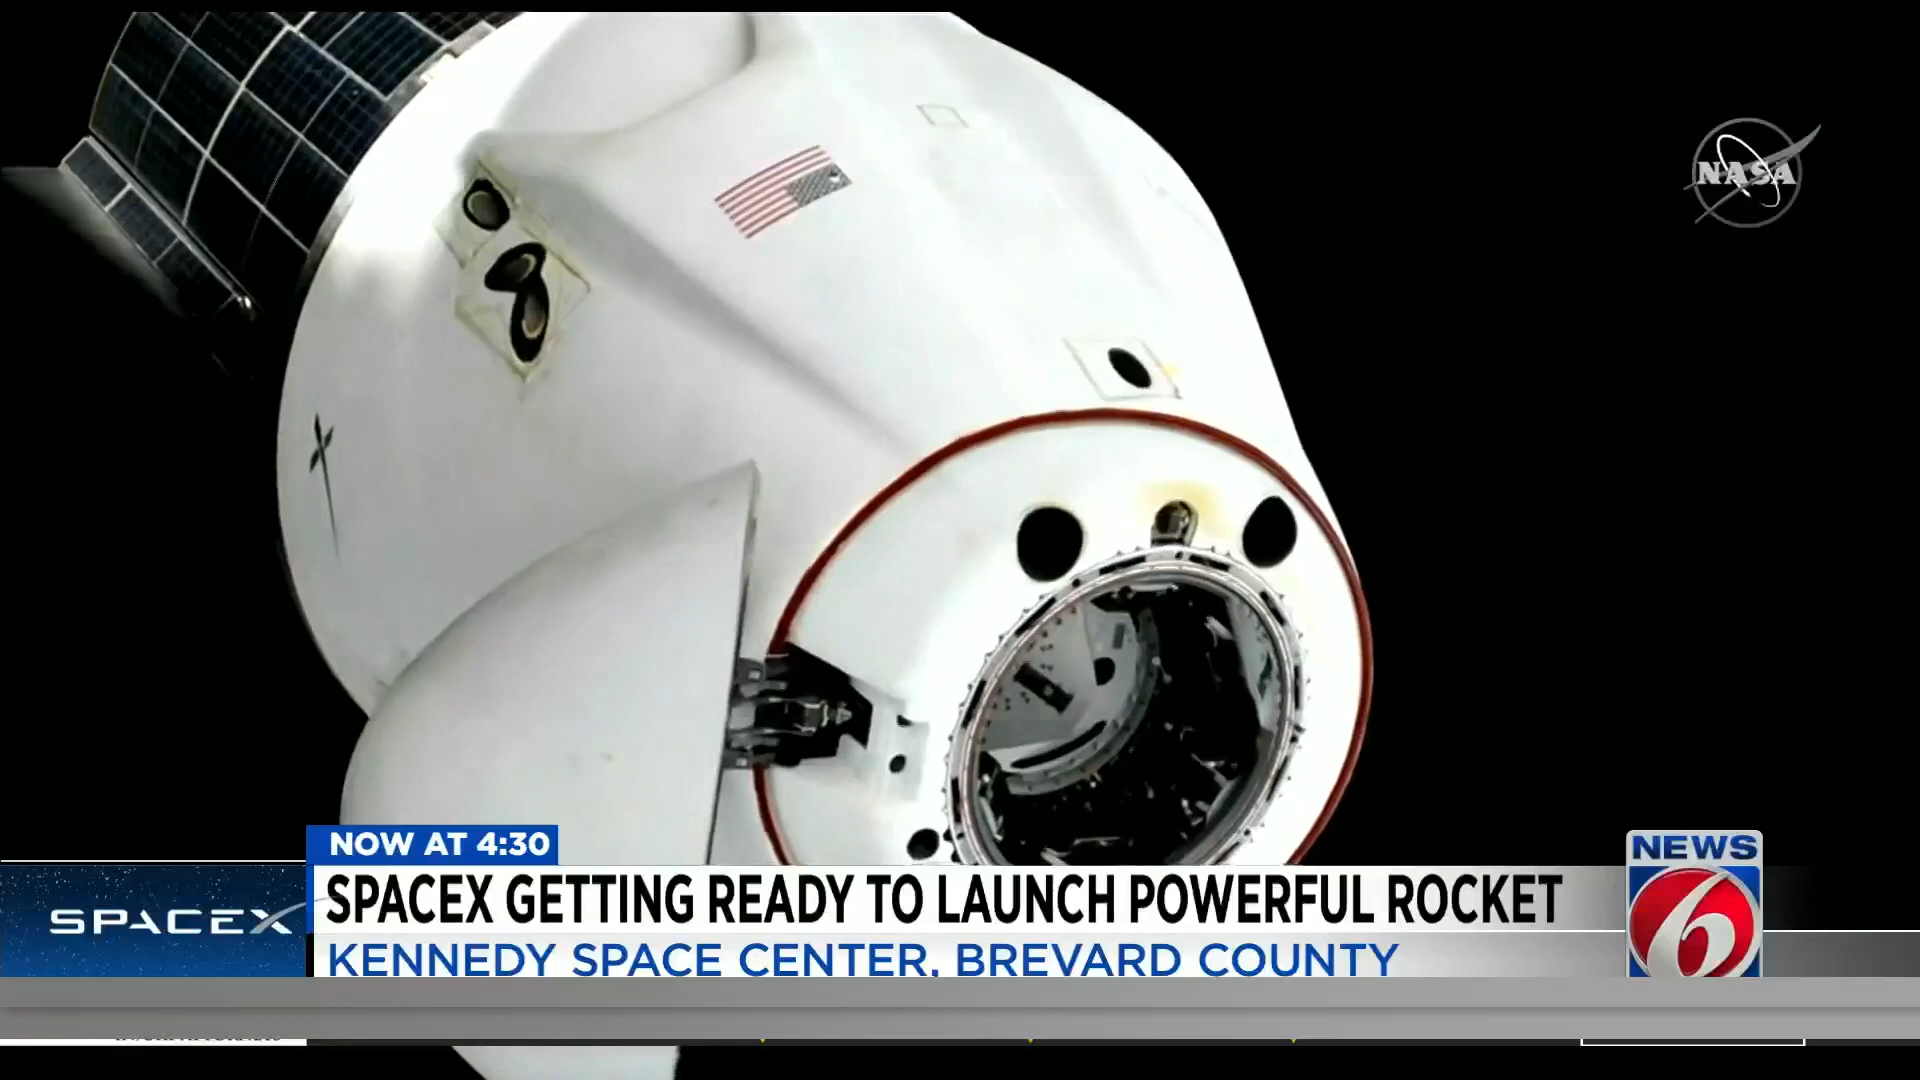 NASA
NOW AT 4:30
SPACEX GETTING READY TO LAUNCH POWERFUL ROCKET
KENNEDY SPACE CENTER, BREVARD COUNTY
SPACEX
NEWS
6